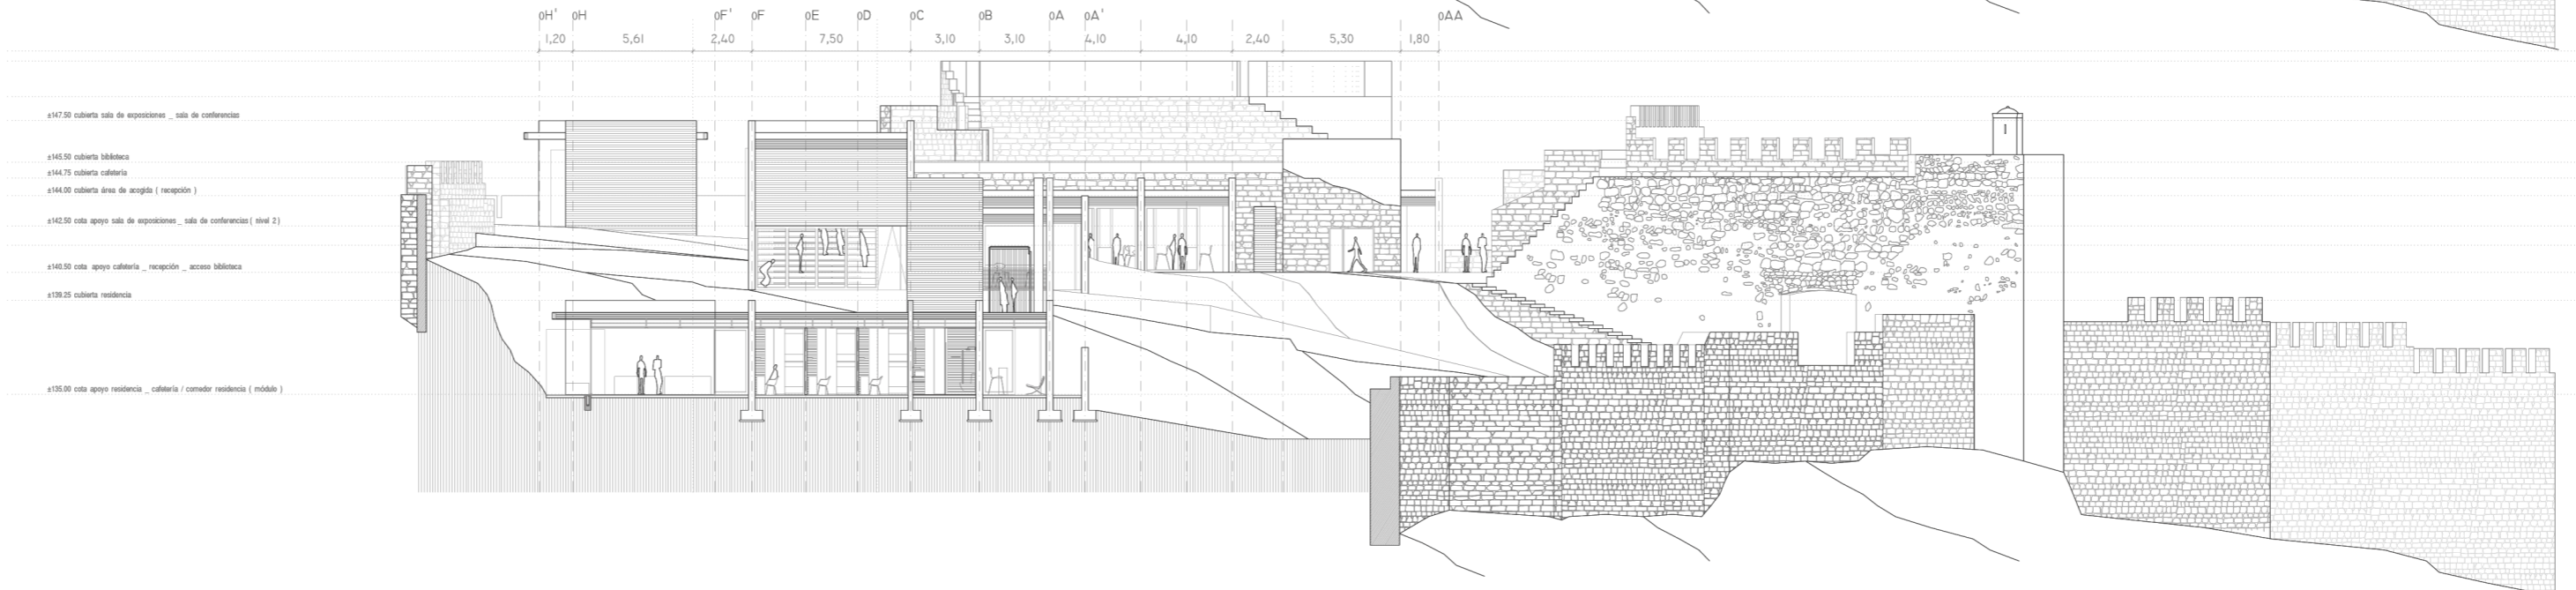 0H' 0H 0F' 0F 0E 0D 0C 0B 0A 0A' 0AA
1,20 5,61 2,40 7,50 3,10 3,10 4,10 4,10 2,40 5,30 1,80
±147.50 cubierta sala de exposiciones _ sala de conferencias
±145.50 cubierta biblioteca
±144.75 cubierta cafetería
±144.00 cubierta área de acogida ( recepción )
±142.50 cota apoyo sala de exposiciones _ sala de conferencias ( nivel 2 )
±140.50 cota apoyo cafetería _ recepción _ acceso biblioteca
±139.25 cubierta residencia
±135.00 cota apoyo residencia _ cafetería / comedor residencia ( módulo )